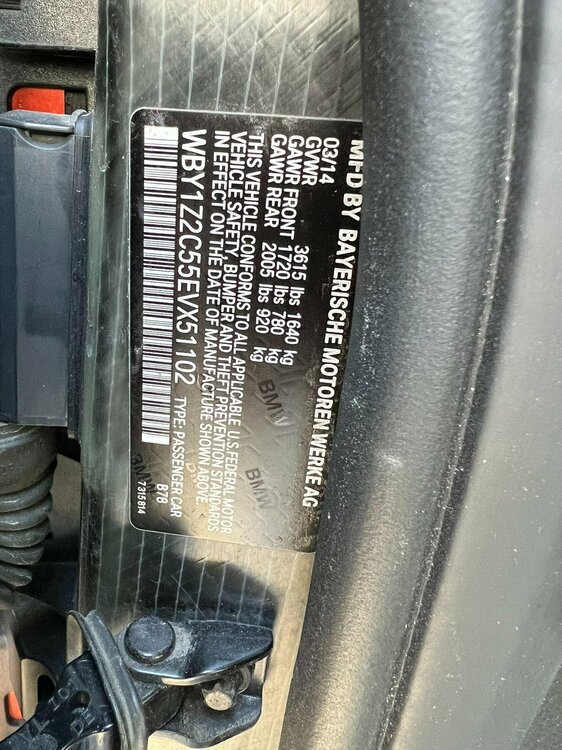 MFD BY BAYERISCHE MOTOREN WERKE AG
03/14
GVWR 3615 lbs 1640 kg
GAWR FRONT 1720 lbs 780 kg
GAWR REAR 2005 lbs 920 kg
THIS VEHICLE CONFORMS TO ALL APPLICABLE U.S FEDERAL MOTOR
VEHICLE SAFETY, BUMPER AND THEFT PREVENTION STANDARDS
IN EFFECT ON THE DATE OF MANUFACTURE SHOWN ABOVE
WBY1Z2C55EVX51102 TYPE: PASSENGER CAR
B78
7315814
BMW
BMW
BMW
BMW